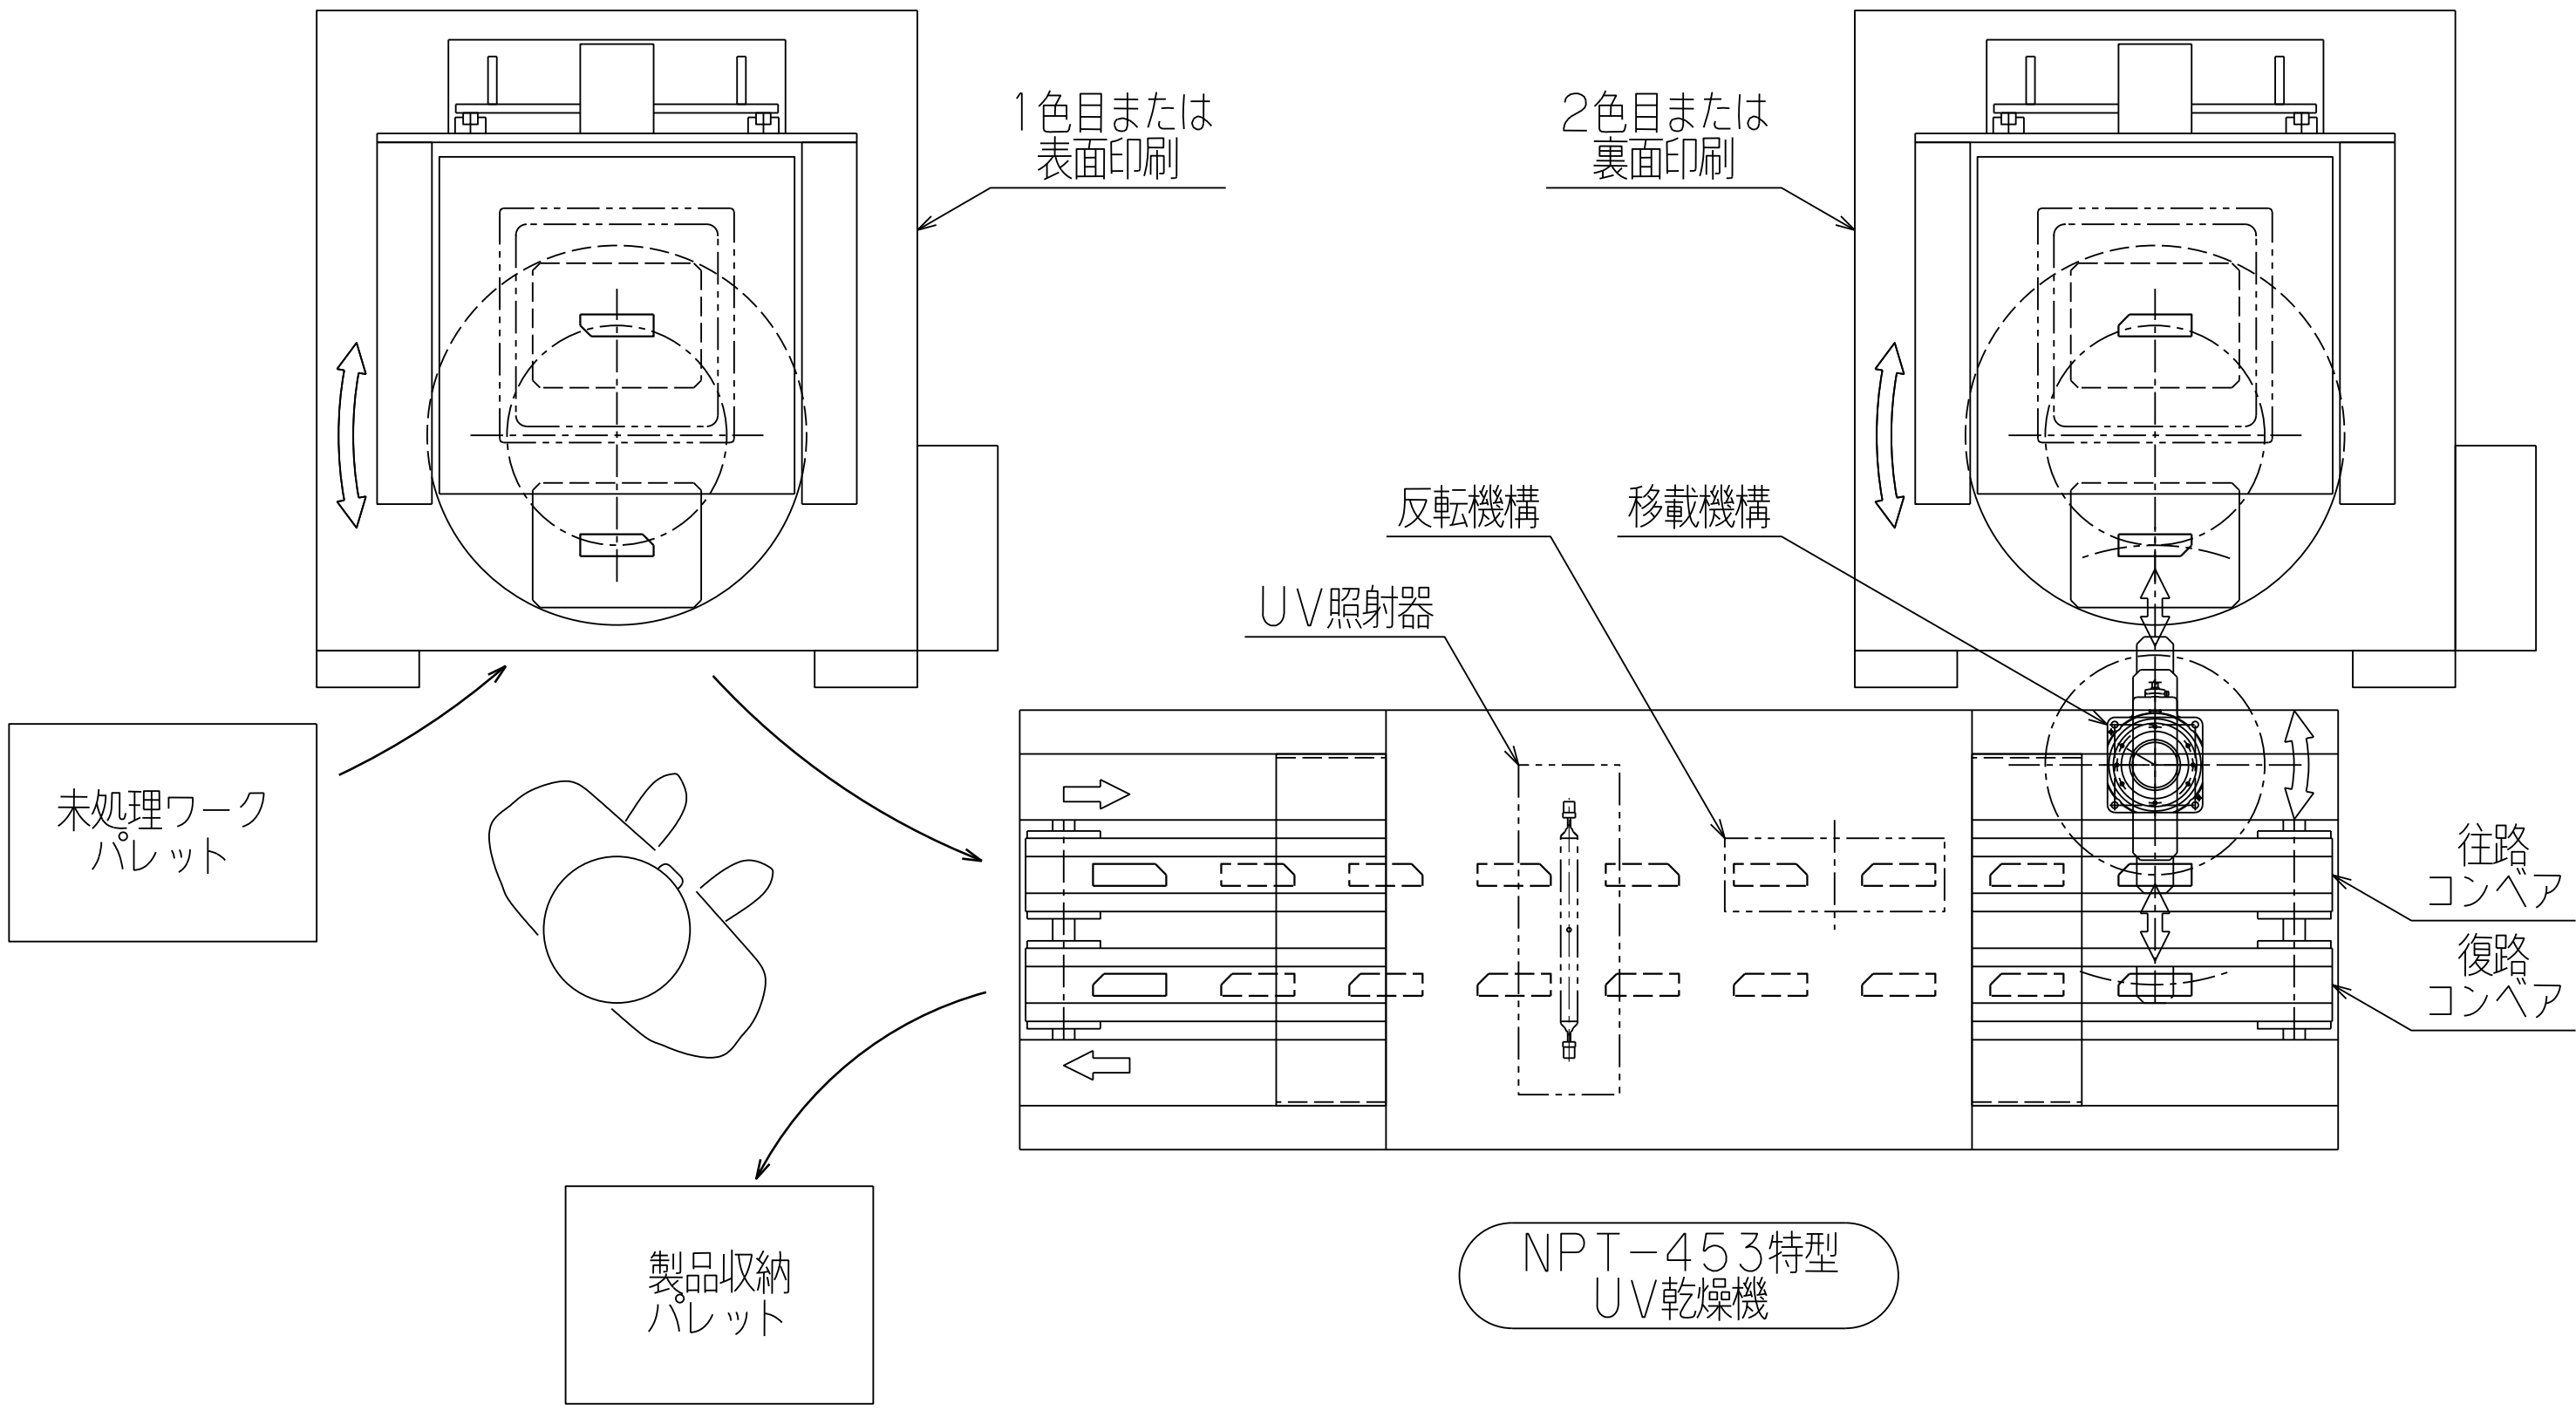 1色目または
表面印刷
2色目または
裏面印刷
反転機構
移載機構
UV照射器
未処理ワーク
パレット
往路
コンベア
復路
コンベア
製品収納
パレット
NPT-453特型
UV乾燥機